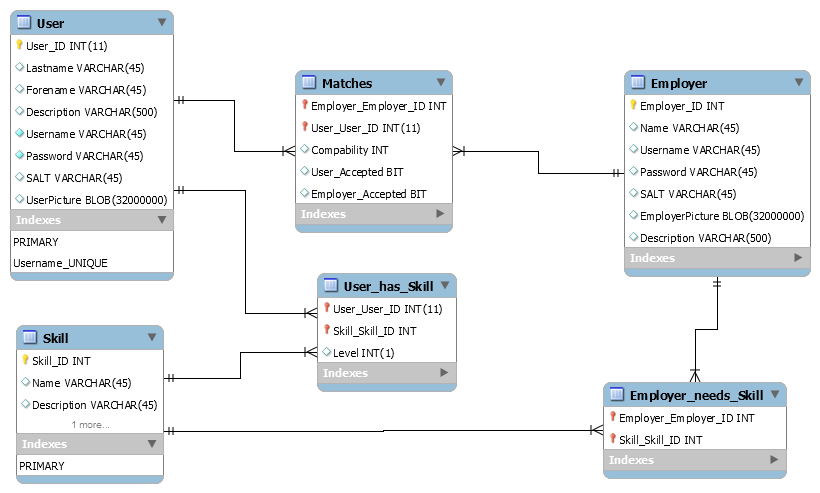 User
User_ID INT(11)
Lastname VARCHAR(45)
Forename VARCHAR(45)
Description VARCHAR(500)
Username VARCHAR(45)
Password VARCHAR(45)
SALT VARCHAR(45)
UserPicture BLOB(32000000)
Indexes
PRIMARY
Username_UNIQUE
Matches
Employer_Employer_ID INT
User_User_ID INT(11)
Compability INT
User_Accepted BIT
Employer_Accepted BIT
Indexes
Employer
Employer_ID INT
Name VARCHAR(45)
Username VARCHAR(45)
Password VARCHAR(45)
SALT VARCHAR(45)
EmployerPicture BLOB(32000000)
Description VARCHAR(500)
Indexes
User_has_Skill
User_User_ID INT(11)
Skill_Skill_ID INT
Level INT(1)
Indexes
Skill
Skill_ID INT
Name VARCHAR(45)
Description VARCHAR(45)
1 more...
Indexes
PRIMARY
Employer_needs_Skill
Employer_Employer_ID INT
Skill_Skill_ID INT
Indexes